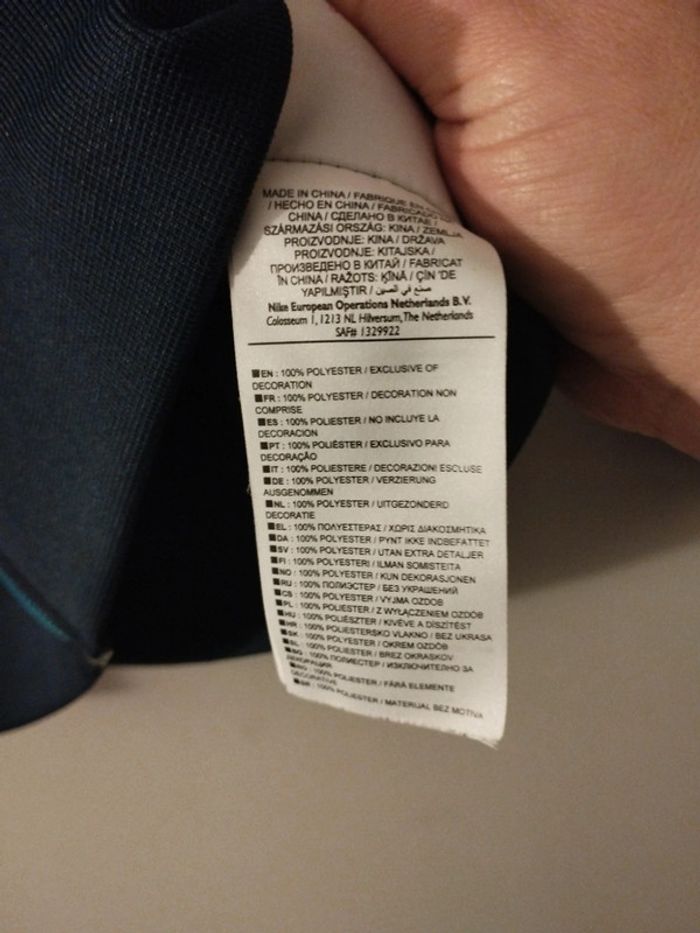 MADE IN CHINA / FABRIQUE EN
/ HECHO EN CHINA / FABRICADO
CHINA / СДЕЛАНО В КИТАЕ /
SZÁRMAZÁSI ORSZÁG: KINA / ZEMLJA
PROIZVODNJE: KINA / DRŽAVA
PROIZVODNJE: KITAJSKA /
ПРОИЗВЕДЕНО В КИТАЙ / FABRICAT
ÎN CHINA / RAŽOTS: ĶĪNĀ / ÇİN 'DE
YAPILMIŞTIR / صنع في الصين
Nike European Operations Netherlands B.V.
Colosseum 1, 1213 NL Hilversum, The Netherlands
SAF# 1329922
EN : 100% POLYESTER / EXCLUSIVE OF
DECORATION
FR : 100% POLYESTER / DECORATION NON
COMPRISE
ES : 100% POLIESTER / NO INCLUYE LA
DECORACION
PT : 100% POLIÉSTER / EXCLUSIVO PARA
DECORAÇÃO
IT : 100% POLIESTERE / DECORAZIONI ESCLUSE
DE : 100% POLYESTER / VERZIERUNG
AUSGENOMMEN
NL : 100% POLYESTER / UITGEZONDERD
DECORATIE
EL : 100% ΠΟΛΥΕΣΤΕΡΑΣ / ΧΩΡΙΣ ΔΙΑΚΟΣΜΗΤΙΚΑ
DA : 100% POLYESTER / PYNT IKKE INDBEFATTET
SV : 100% POLYESTER / UTAN EXTRA DETALJER
FI : 100% POLYESTERI / ILMAN SOMISTEITA
NO : 100% POLYESTER / KUN DEKORASJONEN
RU : 100% ПОЛИЭСТЕР / БЕЗ УКРАШЕНИЙ
CS : 100% POLYESTER / VYJMA OZDOB
PL : 100% POLIESTER / Z WYŁĄCZENIEM OZDÓB
HU : 100% POLIÉSZTER / KIVÉVE A DÍSZÍTÉST
HR : 100% POLIESTERSKO VLAKNO / BEZ UKRASA
SK : 100% POLYESTER / OKREM OZDÔB
SL : 100% POLIESTER / BREZ OKRASKOV
BG : 100% ПОЛИЕСТЕР / ИЗКЛЮЧИТЕЛНО ЗА
ДЕКОРАЦИЯ
RO : 100% POLIESTER / FĂRĂ ELEMENTE
DECORATIVE
SR : 100% POLIESTER / MATERIJAL BEZ MOTIVA